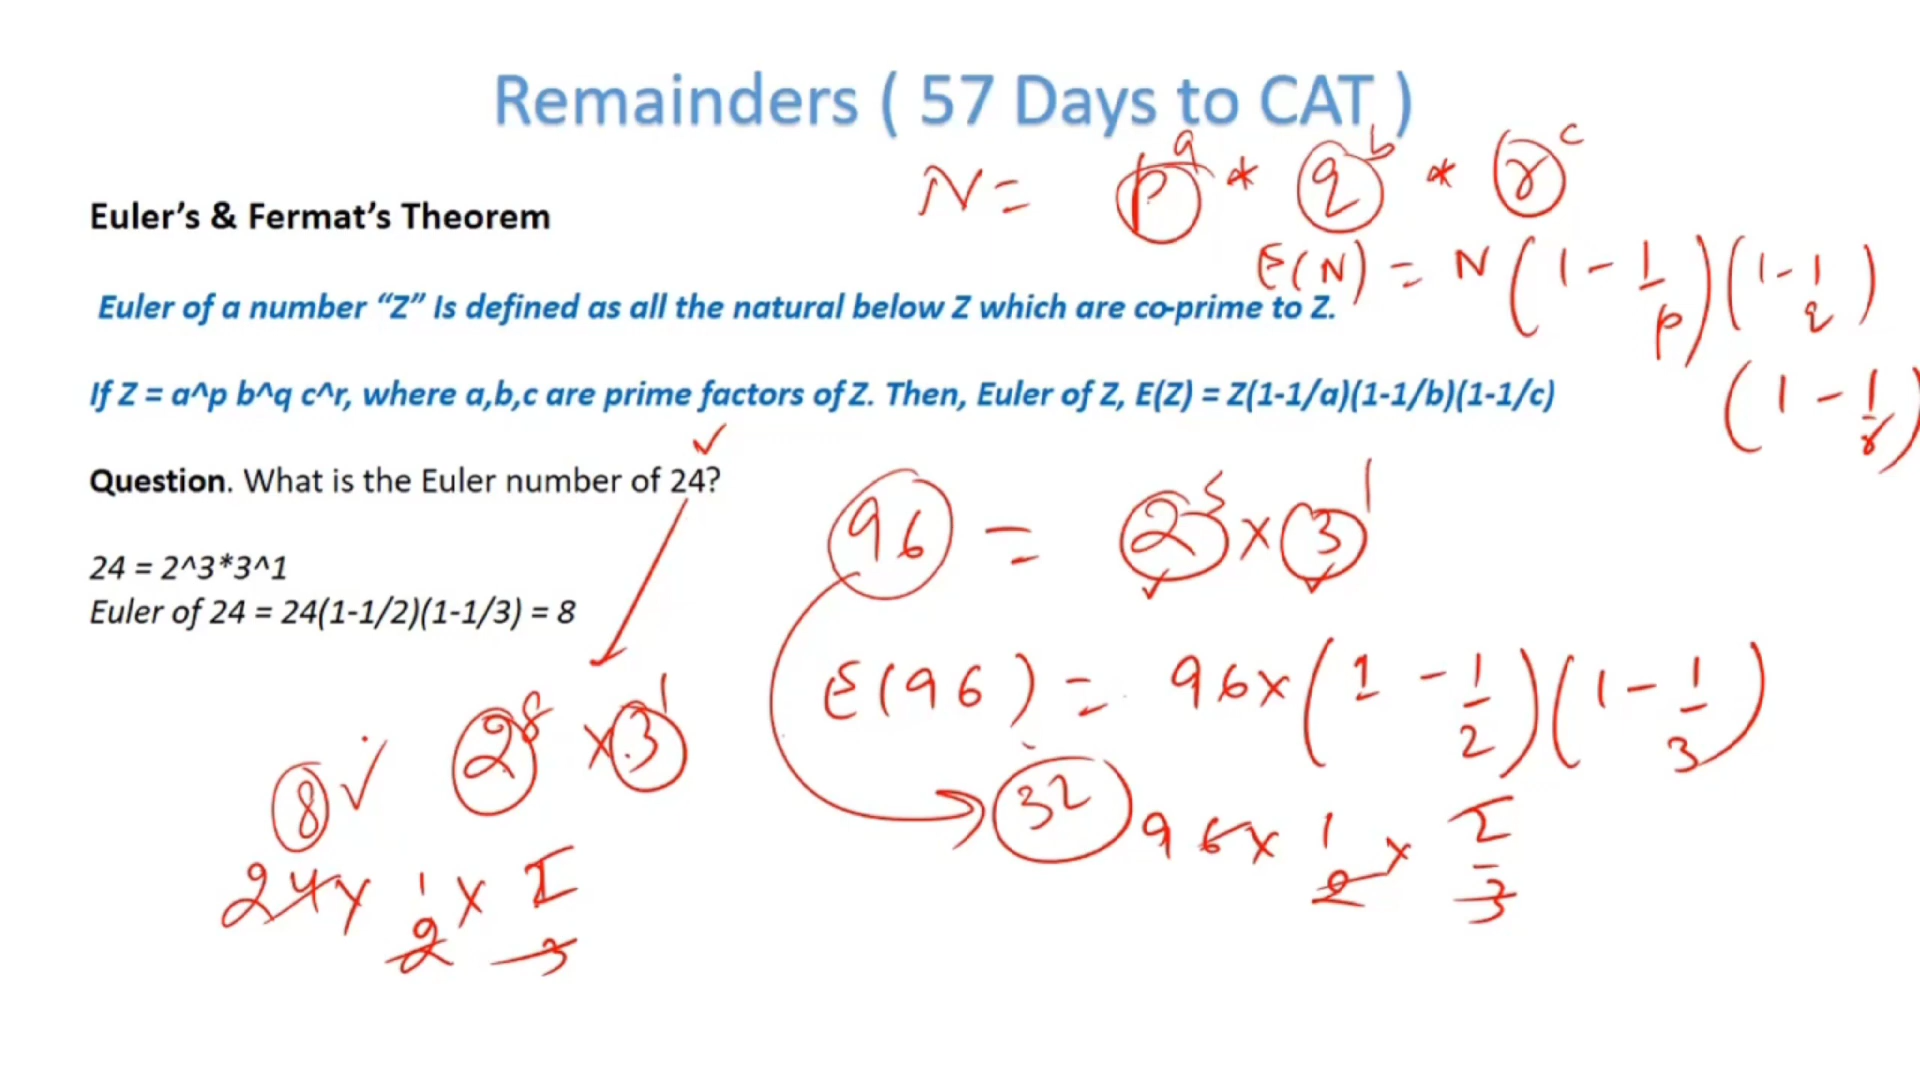 Remainders ( 57 Days to CAT )
N = p^a * q^b * r^c
Euler's & Fermat's Theorem
E(N) = N(1 - 1/p)(1 - 1/q)
(1 - 1/r)
Euler of a number “Z” Is defined as all the natural below Z which are co-prime to Z.
If Z = a^p b^q c^r, where a,b,c are prime factors of Z. Then, Euler of Z, E(Z) = Z(1-1/a)(1-1/b)(1-1/c)
Question. What is the Euler number of 24?
96 = 2^5 × 3^1
24 = 2^3*3^1
Euler of 24 = 24(1-1/2)(1-1/3) = 8
E(96) = 96×(1 - 1/2)(1 - 1/3)
8 2^8 × 3^1
32 96 × 1/2 × 2/3
24 × 1/2 × 2/3